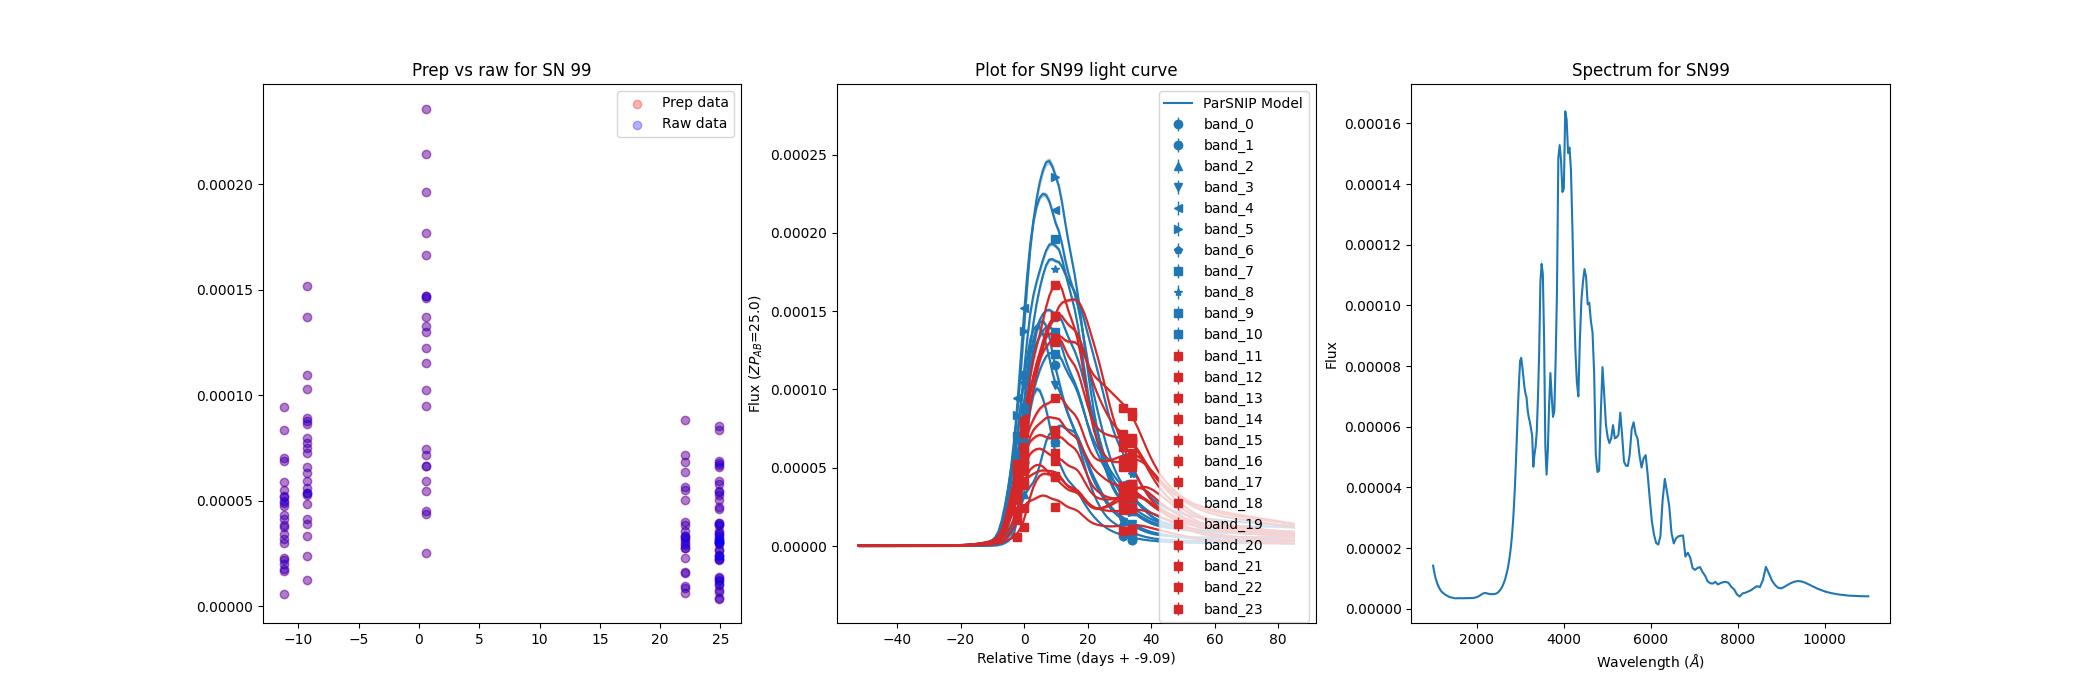 Prep vs raw for SN 99
Prep data
Raw data
0.00020
0.00015
0.00010
0.00005
0.00000
−10
−5
0
5
10
15
20
25
Plot for SN99 light curve
Flux (ZP_AB=25.0)
0.00025
0.00020
0.00015
0.00010
0.00005
0.00000
ParSNIP Model
band_0
band_1
band_2
band_3
band_4
band_5
band_6
band_7
band_8
band_9
band_10
band_11
band_12
band_13
band_14
band_15
band_16
band_17
band_18
band_19
band_20
band_21
band_22
band_23
−40
−20
0
20
40
60
80
Relative Time (days + -9.09)
Spectrum for SN99
Flux
0.00016
0.00014
0.00012
0.00010
0.00008
0.00006
0.00004
0.00002
0.00000
2000
4000
6000
8000
10000
Wavelength (Å)